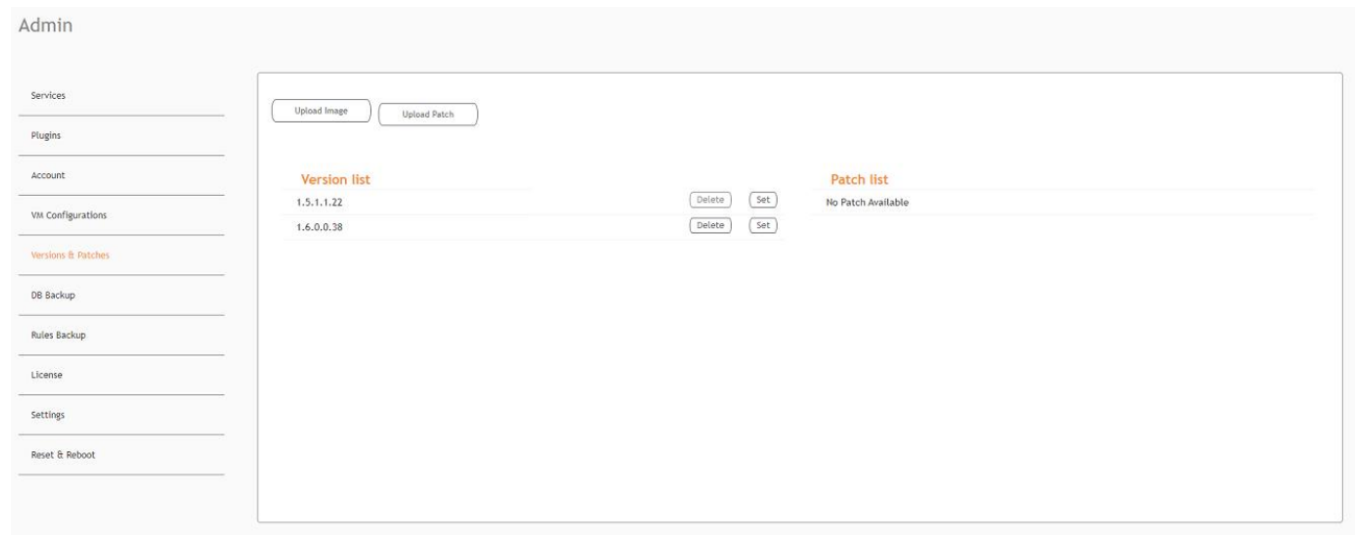 Admin
Services
Plugins
Account
VM Configurations
Versions & Patches
DB Backup
Rules Backup
License
Settings
Reset & Reboot
Upload Image Upload Patch
Version list Patch list
1.5.1.1.22 Delete Set No Patch Available
1.6.0.0.38 Delete Set